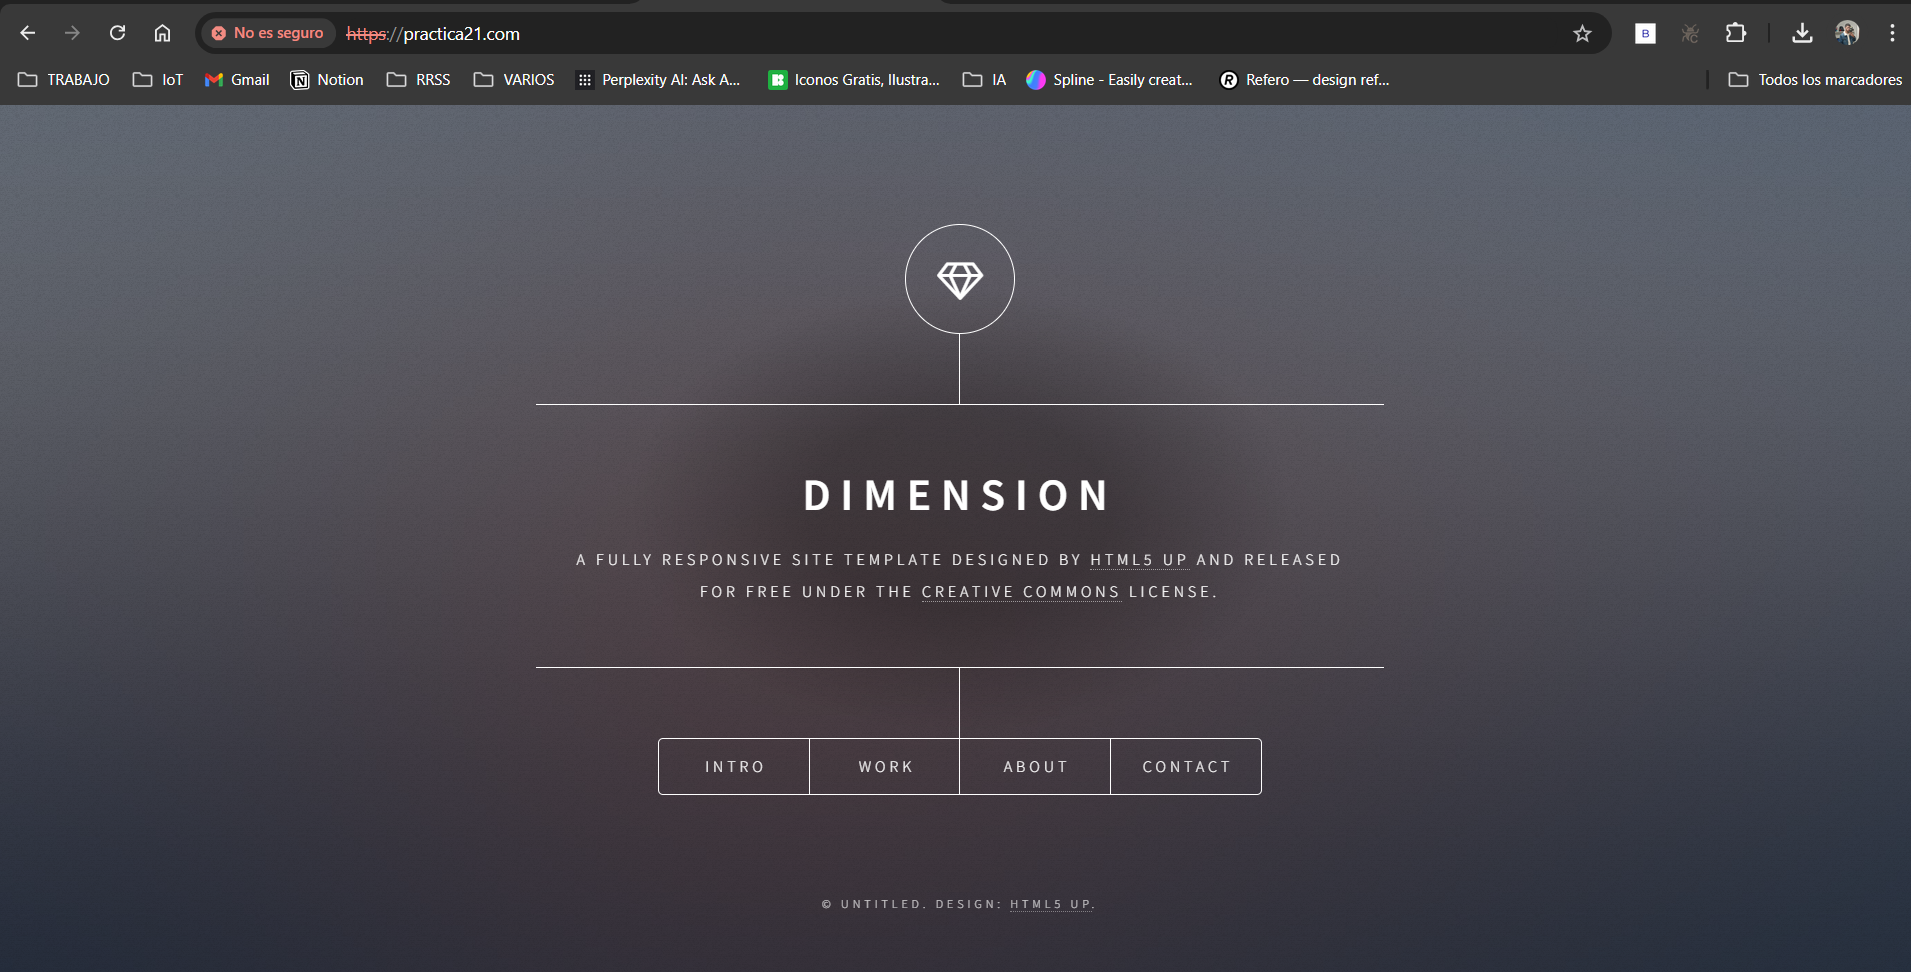 No es seguro https://practica21.com B
TRABAJO IoT Gmail Notion RRSS VARIOS Perplexity AI: Ask A... Iconos Gratis, Ilustra... IA Spline - Easily creat... Refero — design ref... Todos los marcadores
DIMENSION
A FULLY RESPONSIVE SITE TEMPLATE DESIGNED BY HTML5 UP AND RELEASED
FOR FREE UNDER THE CREATIVE COMMONS LICENSE.
INTRO WORK ABOUT CONTACT
© UNTITLED. DESIGN: HTML5 UP.